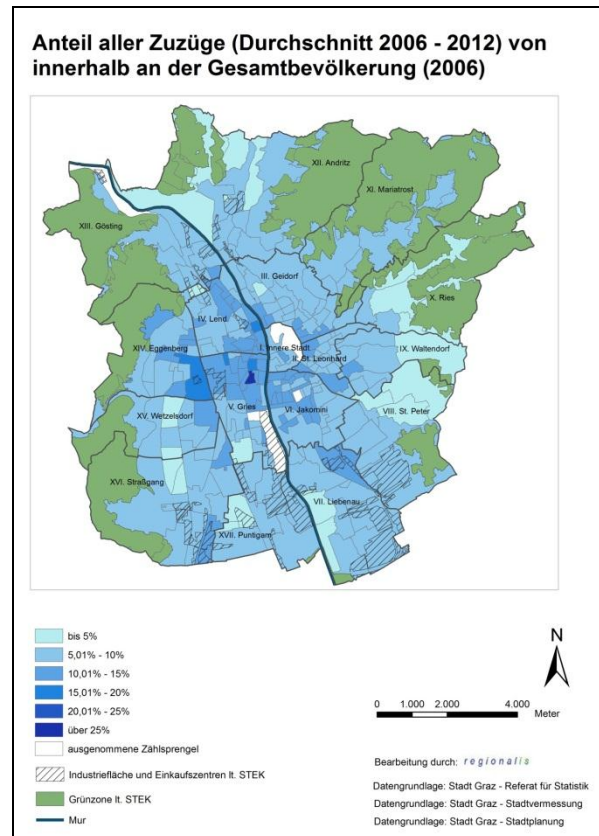 Anteil aller Zuzüge (Durchschnitt 2006 - 2012) von
innerhalb an der Gesamtbevölkerung (2006)
XII. Andritz
XI. Mariatrost
XIII. Gösting
III. Geidorf
X. Ries
IV. Lend
I. Innere Stadt
IX. Waltendorf
XIV. Eggenberg
II. St. Leonhard
VIII. St. Peter
V. Gries
VI. Jakomini
XV. Wetzelsdorf
XVI. Straßgang
VII. Liebenau
XVII. Puntigam
bis 5%
5,01% - 10%
10,01% - 15%
15,01% - 20%
20,01% - 25%
über 25%
ausgenommene Zählsprengel
Industriefläche und Einkaufszentren lt. STEK
Grünzone lt. STEK
Mur
N
0 1.000 2.000 4.000
Meter
Bearbeitung durch: regionalis
Datengrundlage: Stadt Graz - Referat für Statistik
Datengrundlage: Stadt Graz - Stadtvermessung
Datengrundlage: Stadt Graz - Stadtplanung